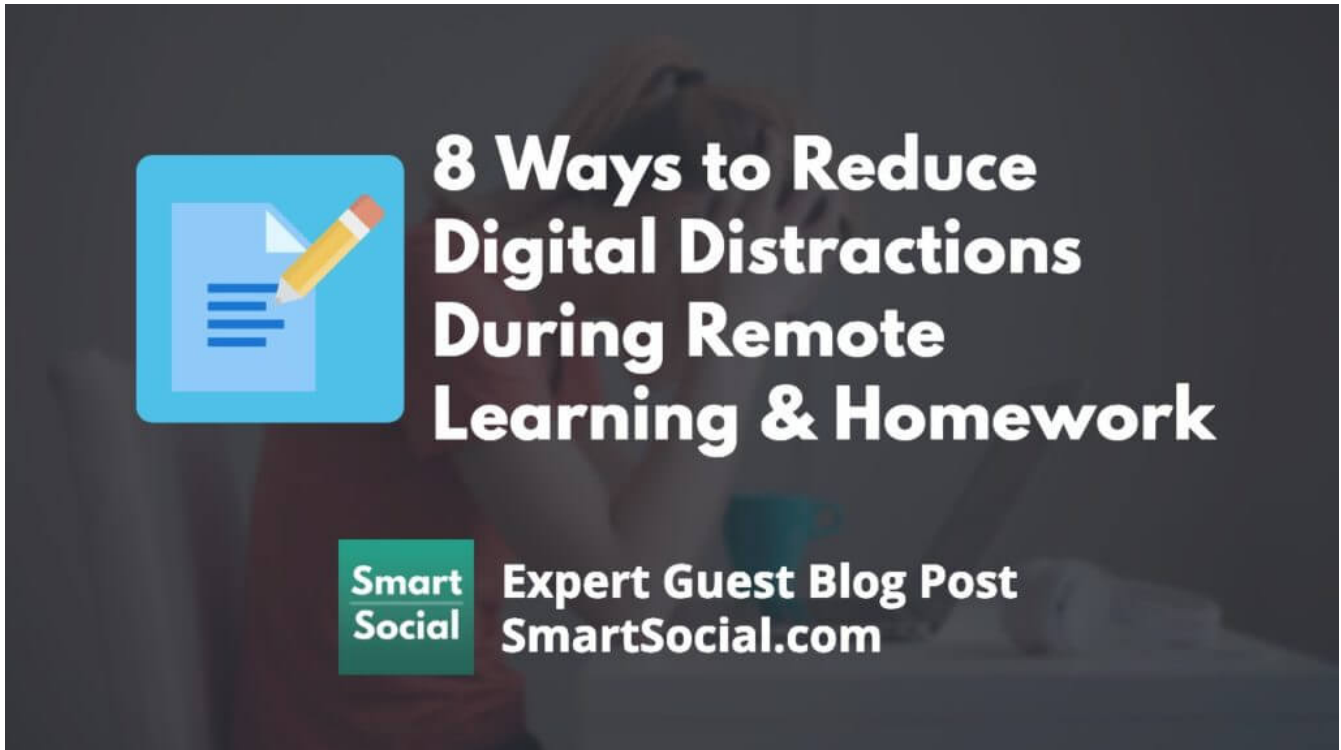 8 Ways to Reduce
Digital Distractions
During Remote
Learning & Homework
Smart
Social
Expert Guest Blog Post
SmartSocial.com